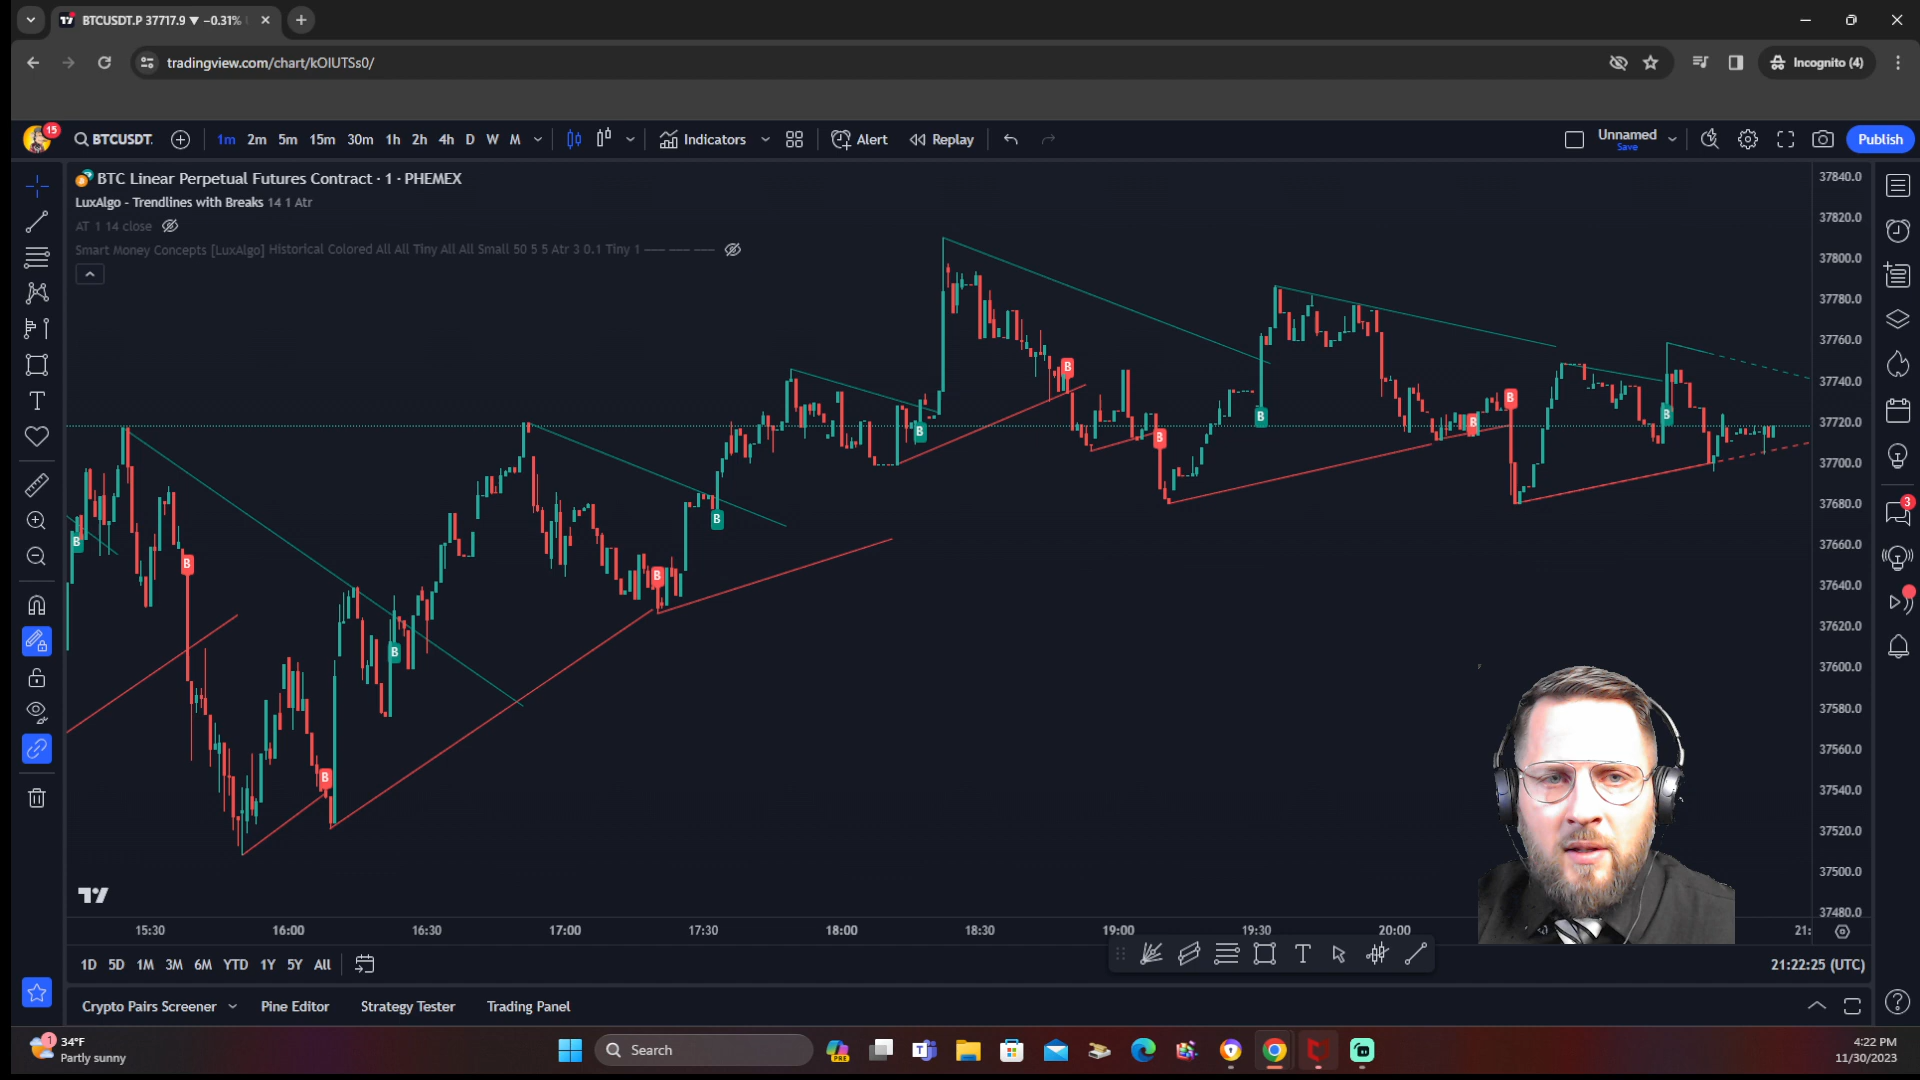 BTCUSDT.P 37717.9 ▼ −0.31%
tradingview.com/chart/kOIUTSs0/
Incognito (4)
15
BTCUSDT.
1m 2m 5m 15m 30m 1h 2h 4h D W M
Indicators
Alert
Replay
Unnamed
Save
Publish
BTC Linear Perpetual Futures Contract · 1 · PHEMEX
LuxAlgo - Trendlines with Breaks 14 1 Atr
AT 1 14 close
Smart Money Concepts [LuxAlgo] Historical Colored All All Tiny All All Small 50 5 5 Atr 3 0.1 Tiny 1
37840.0
37820.0
37800.0
37780.0
37760.0
37740.0
37720.0
37700.0
37680.0
37660.0
37640.0
37620.0
37600.0
37580.0
37560.0
37540.0
37520.0
37500.0
37480.0
B
B
B
B
B
B
B
B
B
B
B
B
B
B
3
15:30 16:00 16:30 17:00 17:30 18:00 18:30 19:00 19:30 20:00 21:
1D 5D 1M 3M 6M YTD 1Y 5Y All
21:22:25 (UTC)
Crypto Pairs Screener
Pine Editor
Strategy Tester
Trading Panel
1
34°F
Partly sunny
Search
PRE
4:22 PM
11/30/2023